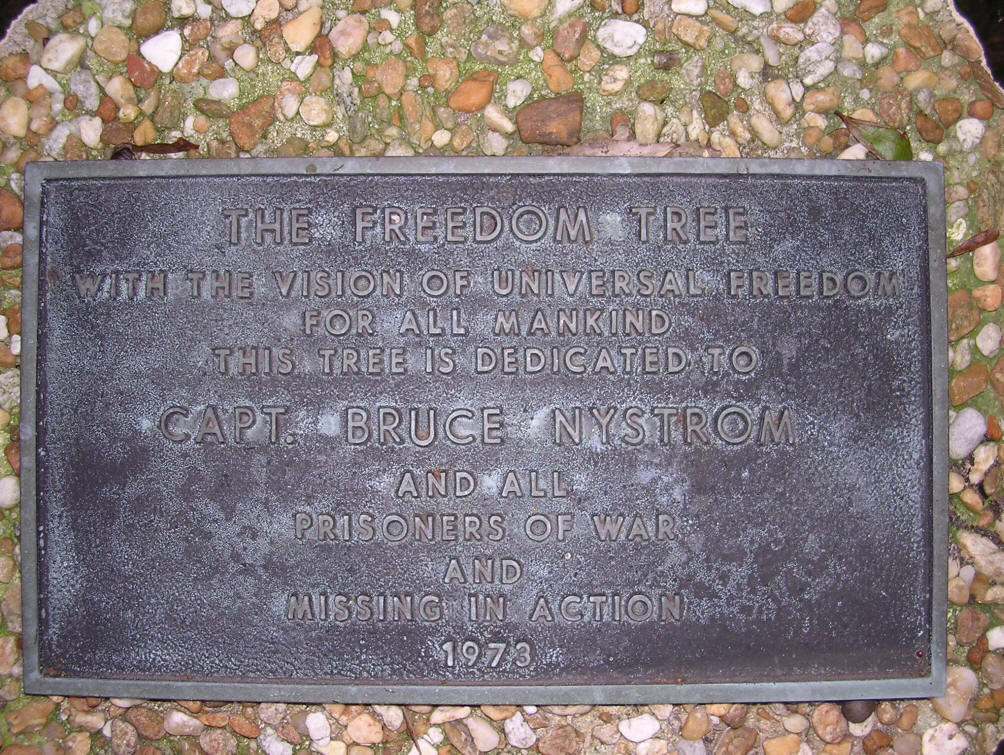 THE FREEDOM TREE
WITH THE VISION OF UNIVERSAL FREEDOM
FOR ALL MANKIND
THIS TREE IS DEDICATED TO
CAPT. BRUCE NYSTROM
AND ALL
PRISONERS OF WAR
AND
MISSING IN ACTION
1973